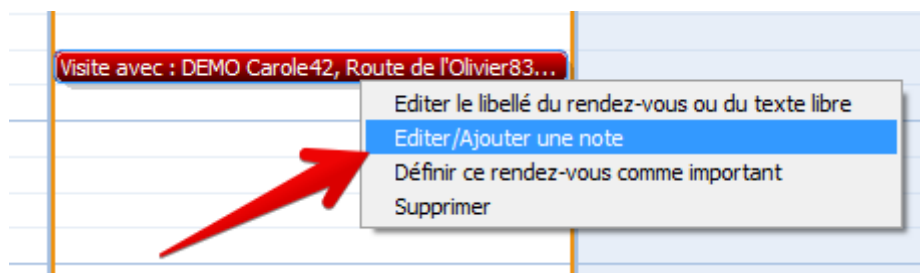 Visite avec : DEMO Carole42, Route de l'Olivier83...
Editer le libellé du rendez-vous ou du texte libre
Editer/Ajouter une note
Définir ce rendez-vous comme important
Supprimer